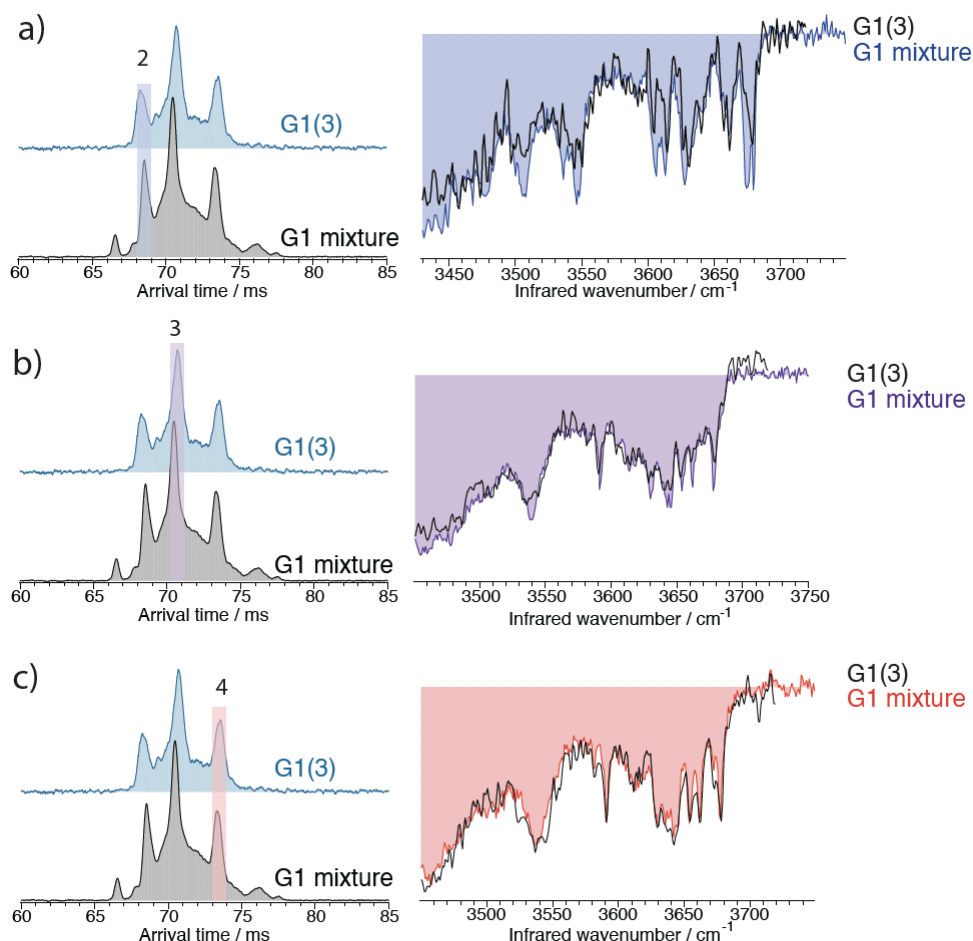 a)
2
G1(3)
G1 mixture
60 65 70 75 80 85
Arrival time / ms
G1(3)
G1 mixture
3450 3500 3550 3600 3650 3700
Infrared wavenumber / cm-1
b)
3
G1(3)
G1 mixture
60 65 70 75 80 85
Arrival time / ms
G1(3)
G1 mixture
3500 3550 3600 3650 3700 3750
Infrared wavenumber / cm-1
c)
4
G1(3)
G1 mixture
60 65 70 75 80 85
Arrival time / ms
G1(3)
G1 mixture
3500 3550 3600 3650 3700
Infrared wavenumber / cm-1